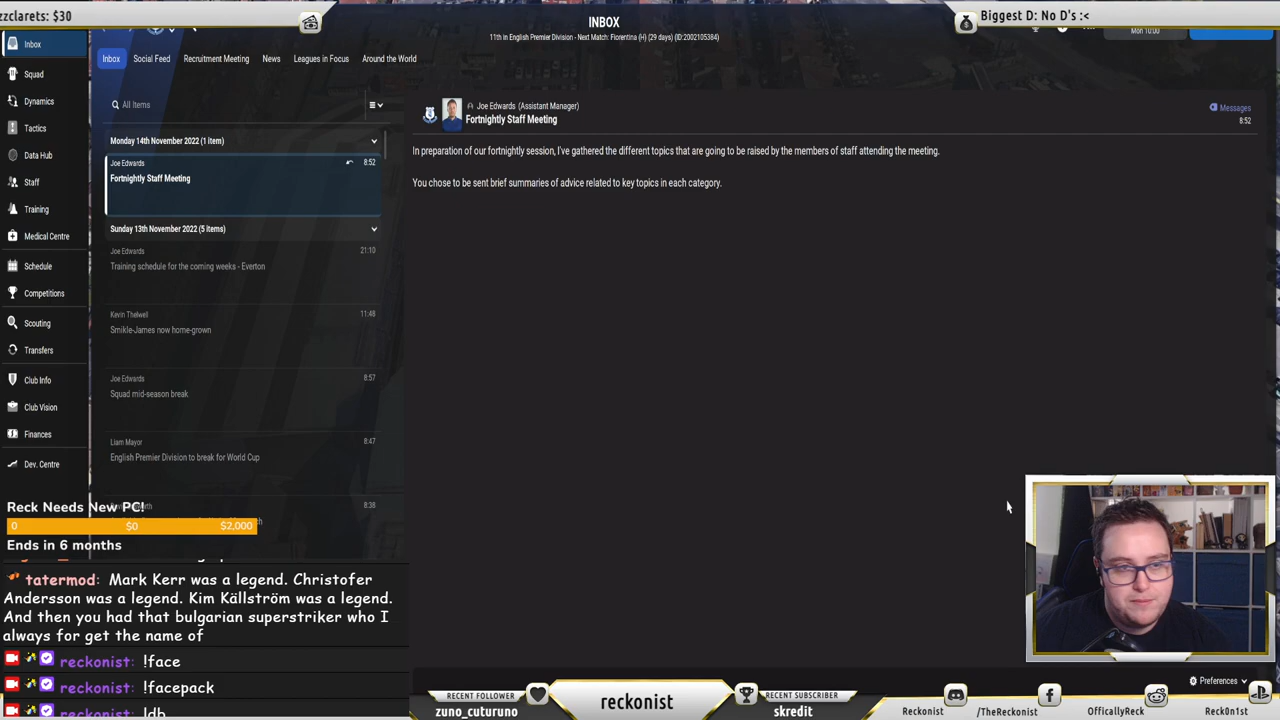 zzclarets: $30
INBOX
Biggest D: No D's :<
11th in English Premier Division - Next Match: Fiorentina (H) (29 days) (ID:2002105384)
Mon 10:00
Inbox
Squad
Dynamics
Tactics
Data Hub
Staff
Training
Medical Centre
Schedule
Competitions
Scouting
Transfers
Club Info
Club Vision
Finances
Dev. Centre
Inbox
Social Feed
Recruitment Meeting
News
Leagues in Focus
Around the World
All Items
Monday 14th November 2022 (1 item)
Joe Edwards
8:52
Fortnightly Staff Meeting
Sunday 13th November 2022 (5 items)
Joe Edwards
21:10
Training schedule for the coming weeks - Everton
Kevin Thelwell
11:48
Smikle-James now home-grown
Joe Edwards
8:57
Squad mid-season break
Liam Mayor
8:47
English Premier Division to break for World Cup
8:38
Joe Edwards (Assistant Manager)
Fortnightly Staff Meeting
Messages
8:52
In preparation of our fortnightly session, I've gathered the different topics that are going to be raised by the members of staff attending the meeting.
You chose to be sent brief summaries of advice related to key topics in each category.
Reck Needs New PC!
0 $0 $2,000
Ends in 6 months
tatermod: Mark Kerr was a legend. Christofer
Andersson was a legend. Kim Källström was a legend.
And then you had that bulgarian superstriker who I
always for get the name of
reckonist: !face
reckonist: !facepack
reckonist: !db
Preferences
RECENT FOLLOWER
zuno_cuturuno
reckonist
RECENT SUBSCRIBER
skredit
Reckonist
/TheReckonist
OfficallyReck
Reck0n1st